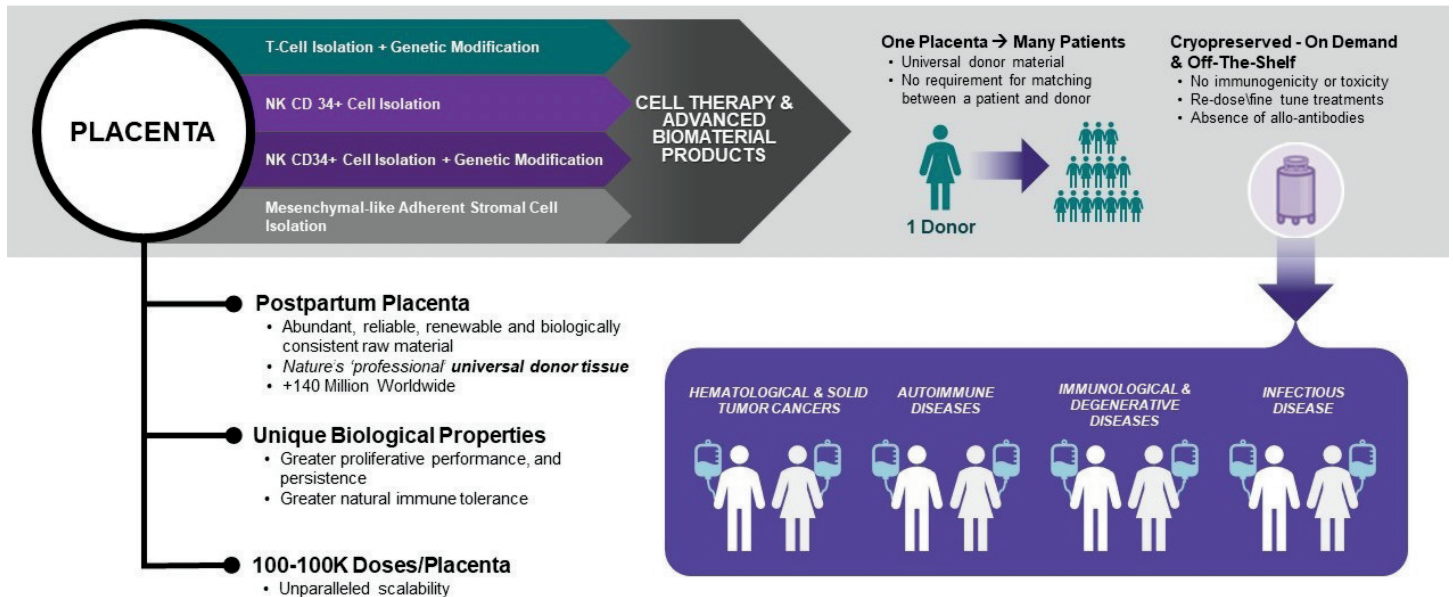 PLACENTA
T-Cell Isolation + Genetic Modification
NK CD 34+ Cell Isolation
NK CD34+ Cell Isolation + Genetic Modification
Mesenchymal-like Adherent Stromal Cell
Isolation
CELL THERAPY &
ADVANCED
BIOMATERIAL
PRODUCTS
One Placenta → Many Patients
• Universal donor material
• No requirement for matching
between a patient and donor
1 Donor
Cryopreserved - On Demand
& Off-The-Shelf
• No immunogenicity or toxicity
• Re-dose\fine tune treatments
• Absence of allo-antibodies
Postpartum Placenta
• Abundant, reliable, renewable and biologically
consistent raw material
• Nature's 'professional' universal donor tissue
• +140 Million Worldwide
Unique Biological Properties
• Greater proliferative performance, and
persistence
• Greater natural immune tolerance
100-100K Doses/Placenta
• Unparalleled scalability
HEMATOLOGICAL & SOLID
TUMOR CANCERS
AUTOIMMUNE
DISEASES
IMMUNOLOGICAL &
DEGENERATIVE
DISEASES
INFECTIOUS
DISEASE